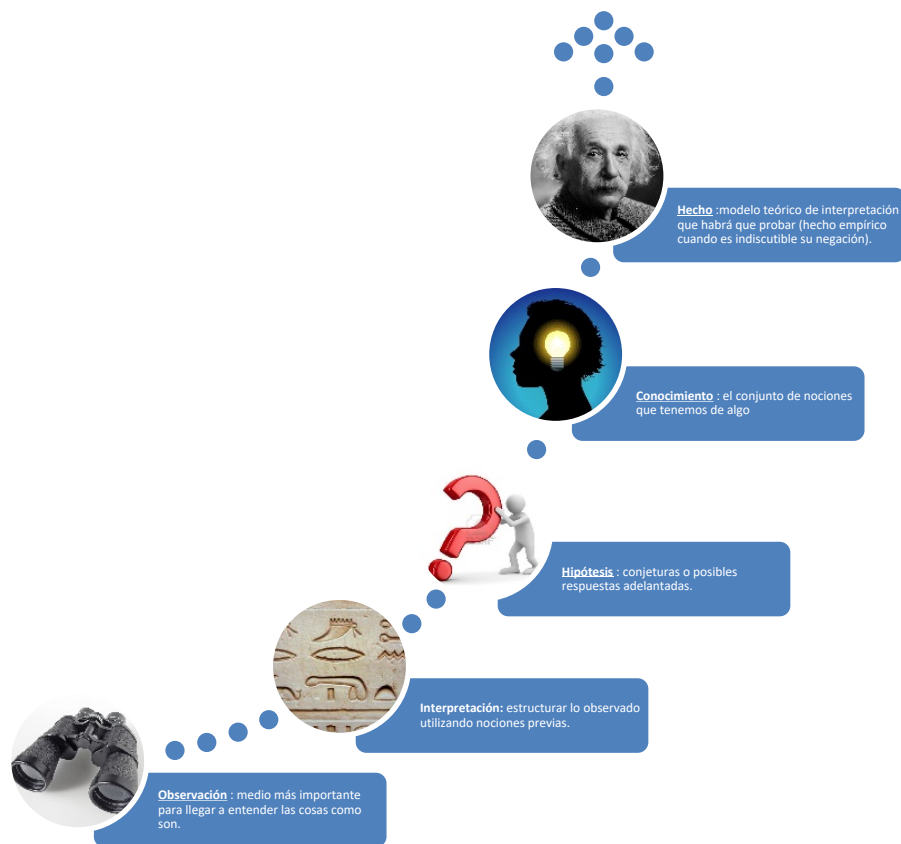 Hecho :modelo teórico de interpretación
que habrá que probar (hecho empírico
cuando es indiscutible su negación).
Conocimiento : el conjunto de nociones
que tenemos de algo
Hipótesis : conjeturas o posibles
respuestas adelantadas.
Interpretación: estructurar lo observado
utilizando nociones previas.
Observación : medio más importante
para llegar a entender las cosas como
son.